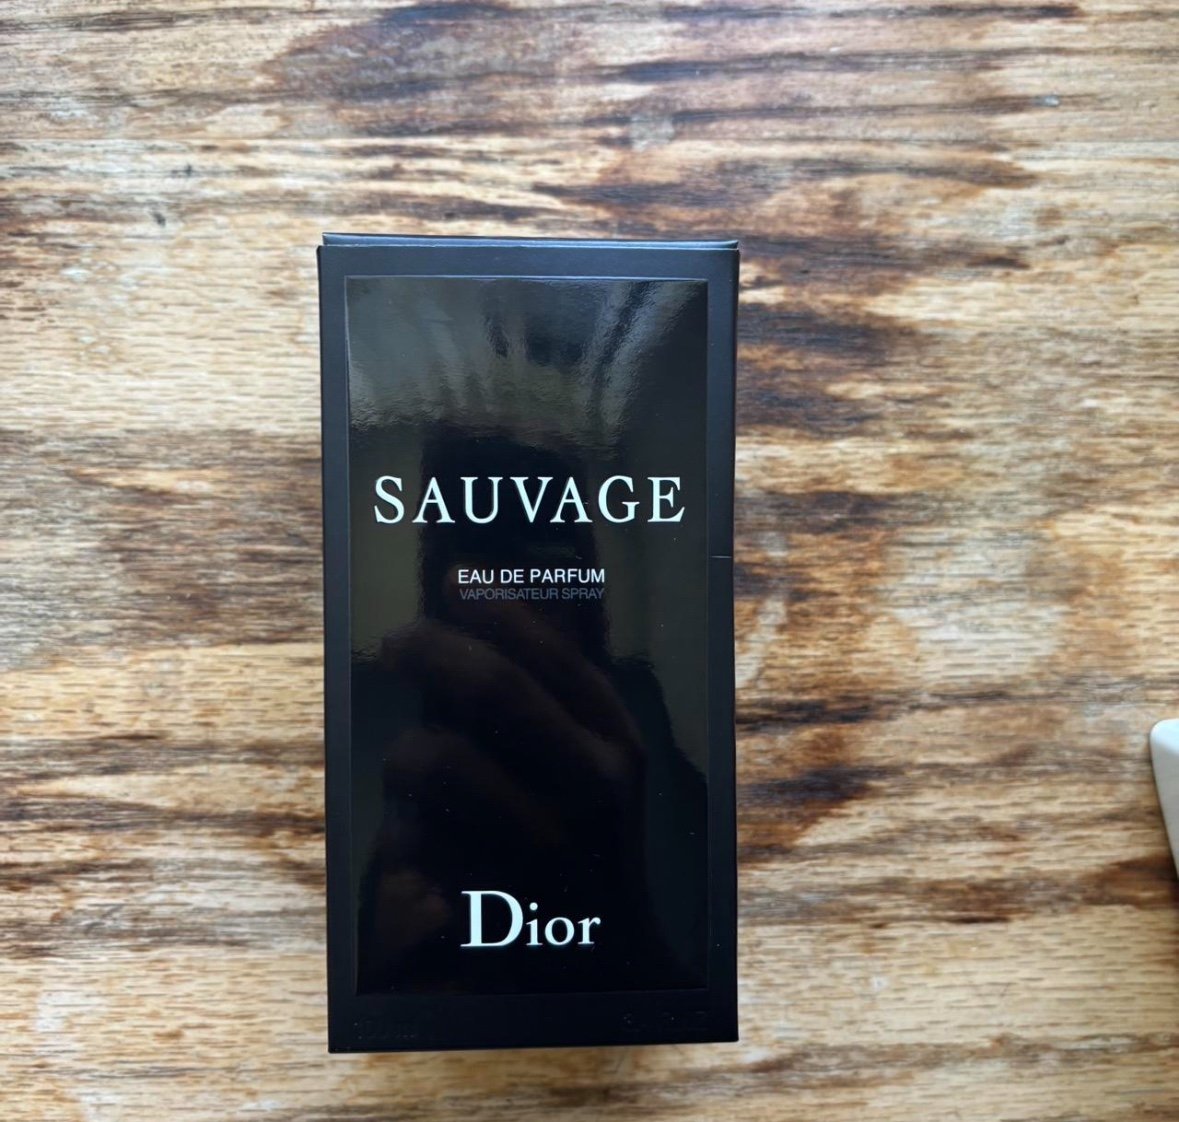 SAUVAGE
EAU DE PARFUM
VAPORISATEUR SPRAY
Dior